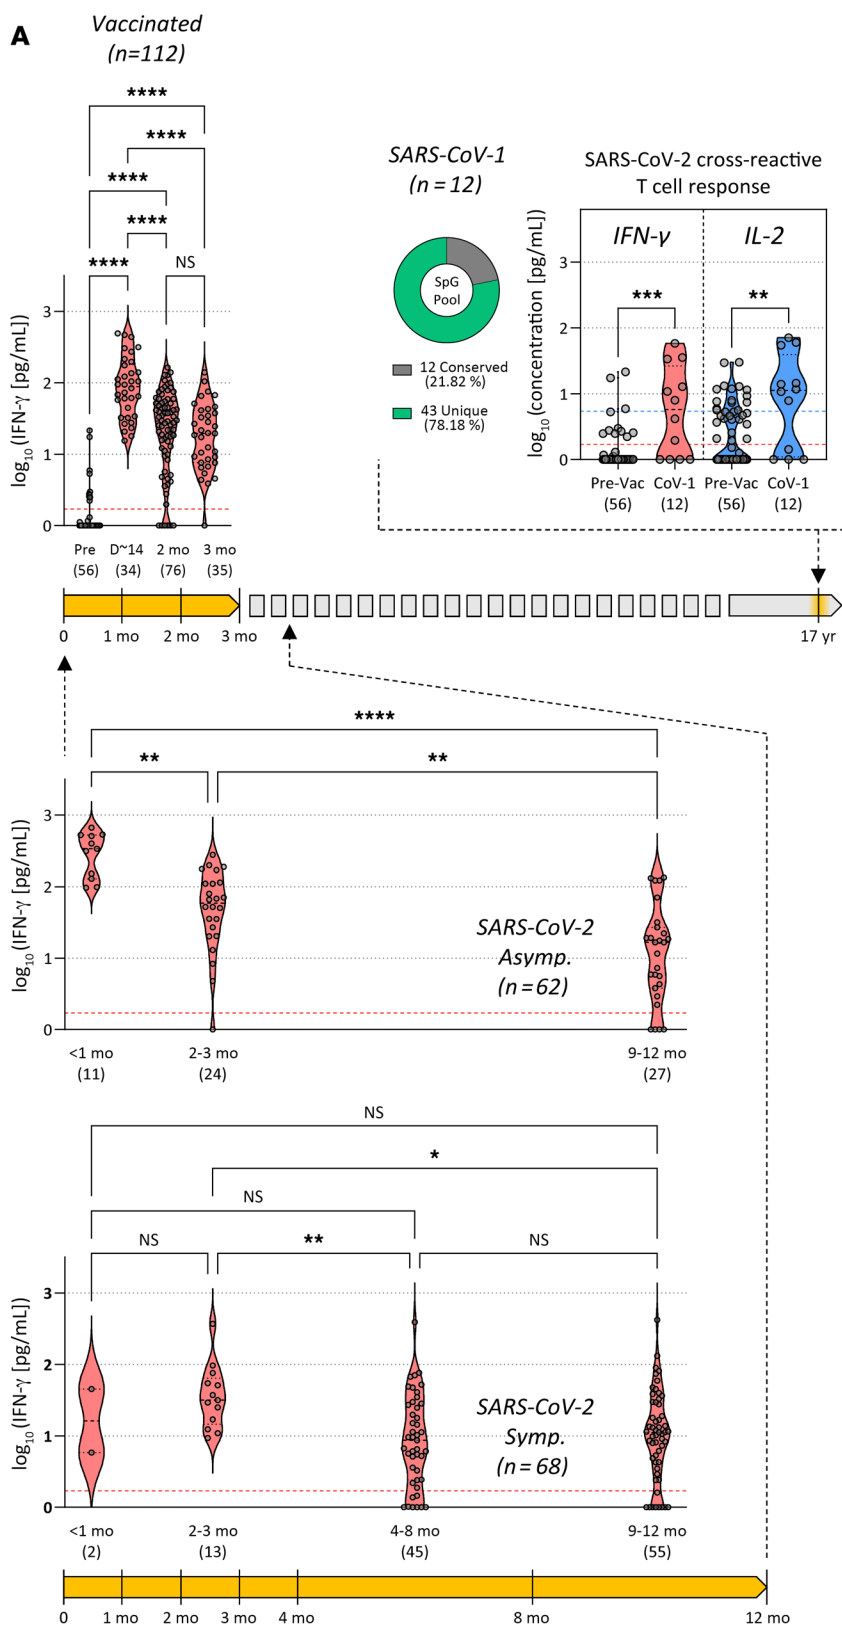 A
Vaccinated
(n=112)
****
****
****
****
****
NS
log10(IFN-γ [pg/mL])
3
2
1
0
Pre
D~14
2 mo
3 mo
(56)
(34)
(76)
(35)
SARS-CoV-1
(n = 12)
SpG
Pool
12 Conserved
(21.82 %)
43 Unique
(78.18 %)
SARS-CoV-2 cross-reactive
T cell response
log10(concentration [pg/mL])
IFN-γ
IL-2
***
**
3
2
1
0
Pre-Vac
CoV-1
Pre-Vac
CoV-1
(56)
(12)
(56)
(12)
0
1 mo
2 mo
3 mo
17 yr
****
**
**
log10(IFN-γ [pg/mL])
3
2
1
0
SARS-CoV-2
Asymp.
(n = 62)
<1 mo
2-3 mo
9-12 mo
(11)
(24)
(27)
NS
*
NS
NS
**
NS
log10(IFN-γ [pg/mL])
3
2
1
0
SARS-CoV-2
Symp.
(n = 68)
<1 mo
2-3 mo
4-8 mo
9-12 mo
(2)
(13)
(45)
(55)
0
1 mo
2 mo
3 mo
4 mo
8 mo
12 mo